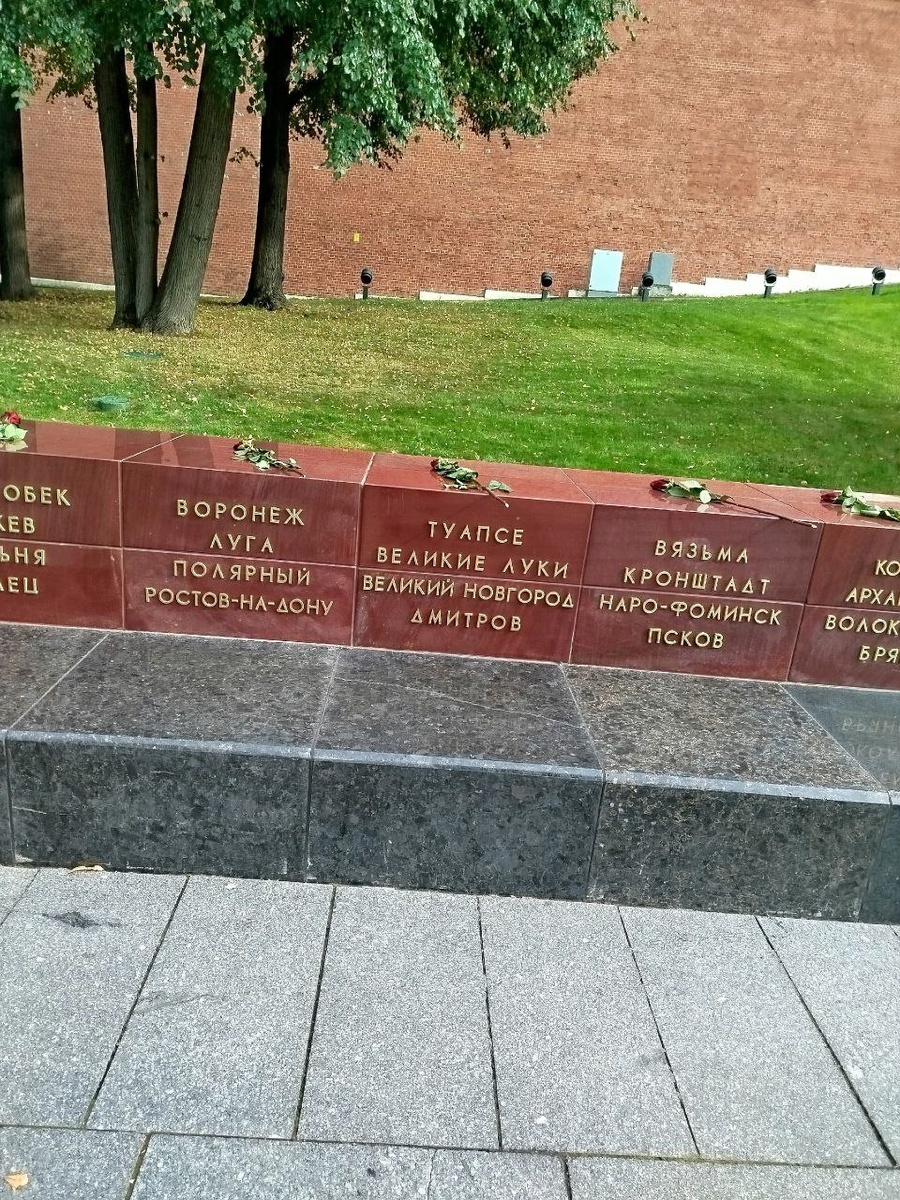 ВОРОНЕЖ
ЛУГА
ПОЛЯРНЫЙ
РОСТОВ-НА-ДОНУ
ТУАПСЕ
ВЕЛИКИЕ ЛУКИ
ВЕЛИКИЙ НОВГОРОД
ДМИТРОВ
ВЯЗЬМА
КРОНШТАДТ
НАРО-ФОМИНСК
ПСКОВ